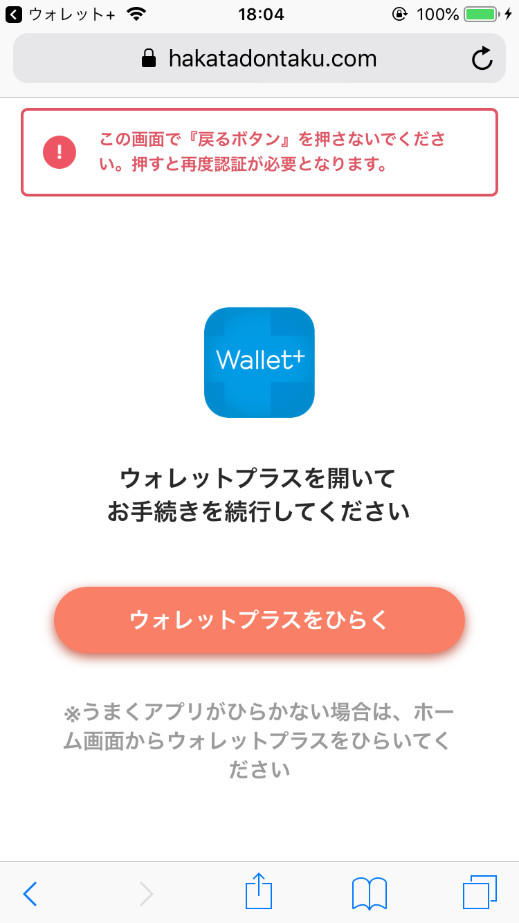 ウォレット+ 18:04 100%
hakatadontaku.com
この画面で『戻るボタン』を押さないでくださ
い。押すと再度認証が必要となります。
Wallet+
ウォレットプラスを開いて
お手続きを続行してください
ウォレットプラスをひらく
※うまくアプリがひらかない場合は、ホー
ム画面からウォレットプラスをひらいてく
ださい